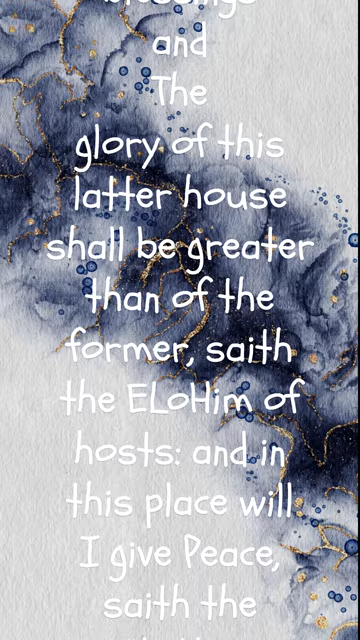 blessings
and
The
glory of this
latter house
shall be greater
than of the
former, saith
the ELoHim of
hosts: and in
this place will
I give Peace,
saith the